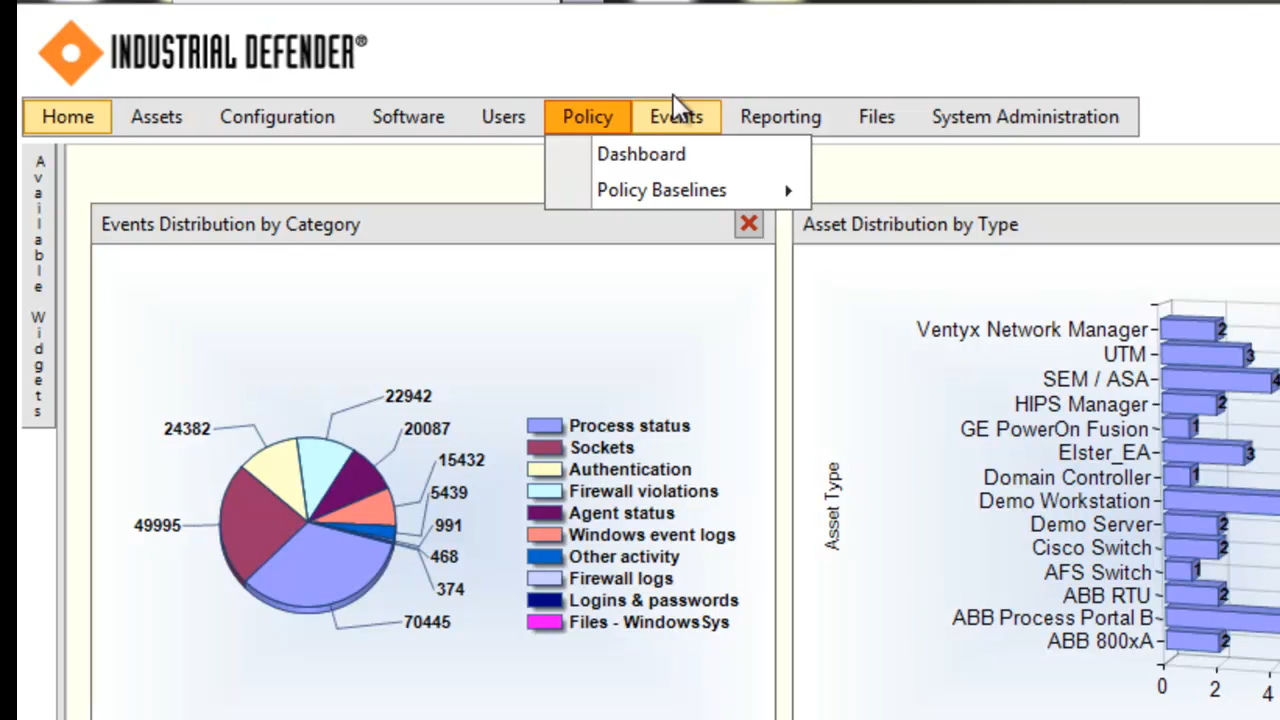 INDUSTRIAL DEFENDER®
Home Assets Configuration Software Users Policy Events Reporting Files System Administration
Dashboard
Policy Baselines
Available Widgets
Events Distribution by Category
22942
24382
20087
15432
5439
49995
991
468
374
70445
Process status
Sockets
Authentication
Firewall violations
Agent status
Windows event logs
Other activity
Firewall logs
Logins & passwords
Files - WindowsSys
Asset Distribution by Type
Asset Type
Ventyx Network Manager 2
UTM 3
SEM / ASA 4
HIPS Manager 2
GE PowerOn Fusion 1
Elster_EA 3
Domain Controller 1
Demo Workstation
Demo Server 2
Cisco Switch 2
AFS Switch 1
ABB RTU 2
ABB Process Portal B
ABB 800xA 2
0 2 4